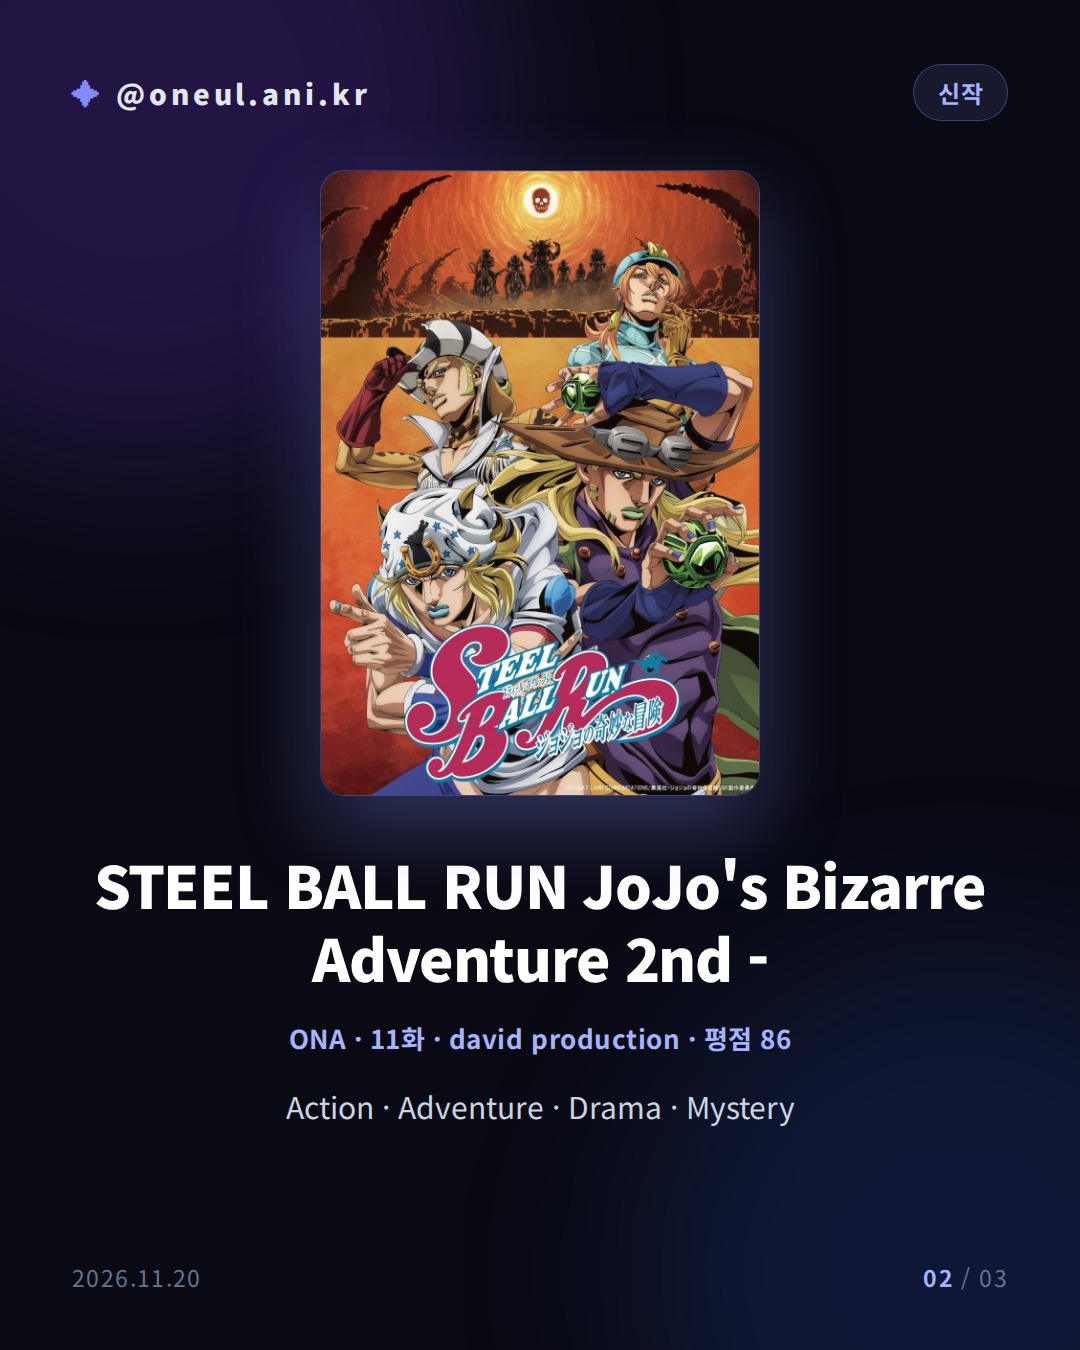 @oneul.ani.kr
신작
STEEL
BALL RUN
ジョジョの奇妙な冒険
STEEL BALL RUN JoJo's Bizarre
Adventure 2nd -
ONA · 11화 · david production · 평점 86
Action · Adventure · Drama · Mystery
2026.11.20
02 / 03